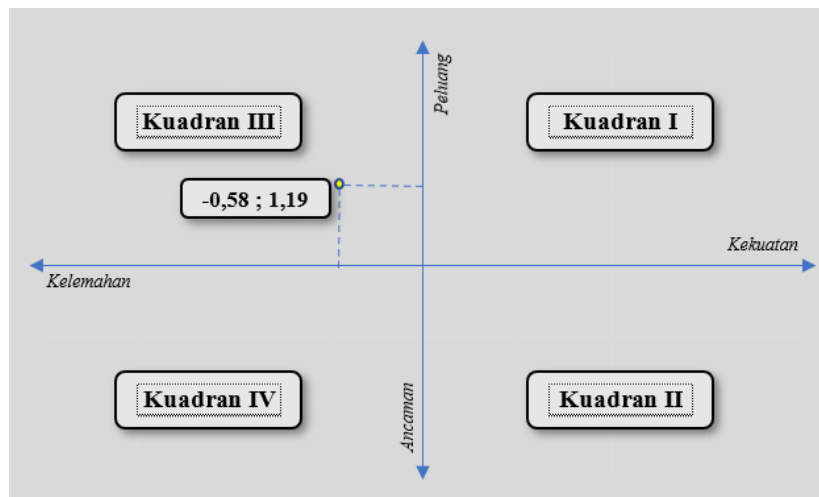 Peluang
Kuadran III
Kuadran I
-0,58 ; 1,19
Kekuatan
Kelemahan
Kuadran IV
Ancaman
Kuadran II